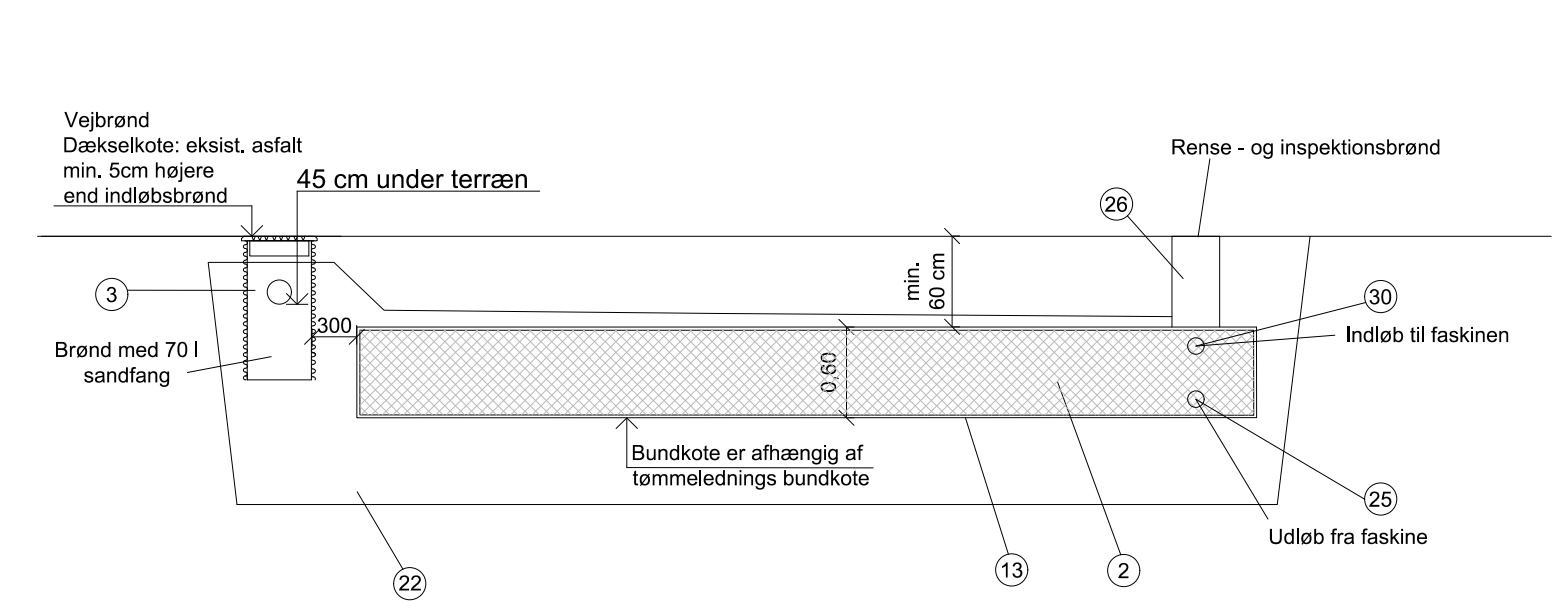 Vejbrønd
Dækselkote: eksist. asfalt
min. 5cm højere
end indløbsbrønd
45 cm under terræn
Rense - og inspektionsbrønd
26
3
min.
60 cm
30
300
Indløb til faskinen
Brønd med 70 l
sandfang
0,60
Bundkote er afhængig af
tømmelednings bundkote
25
Udløb fra faskine
22
13
2